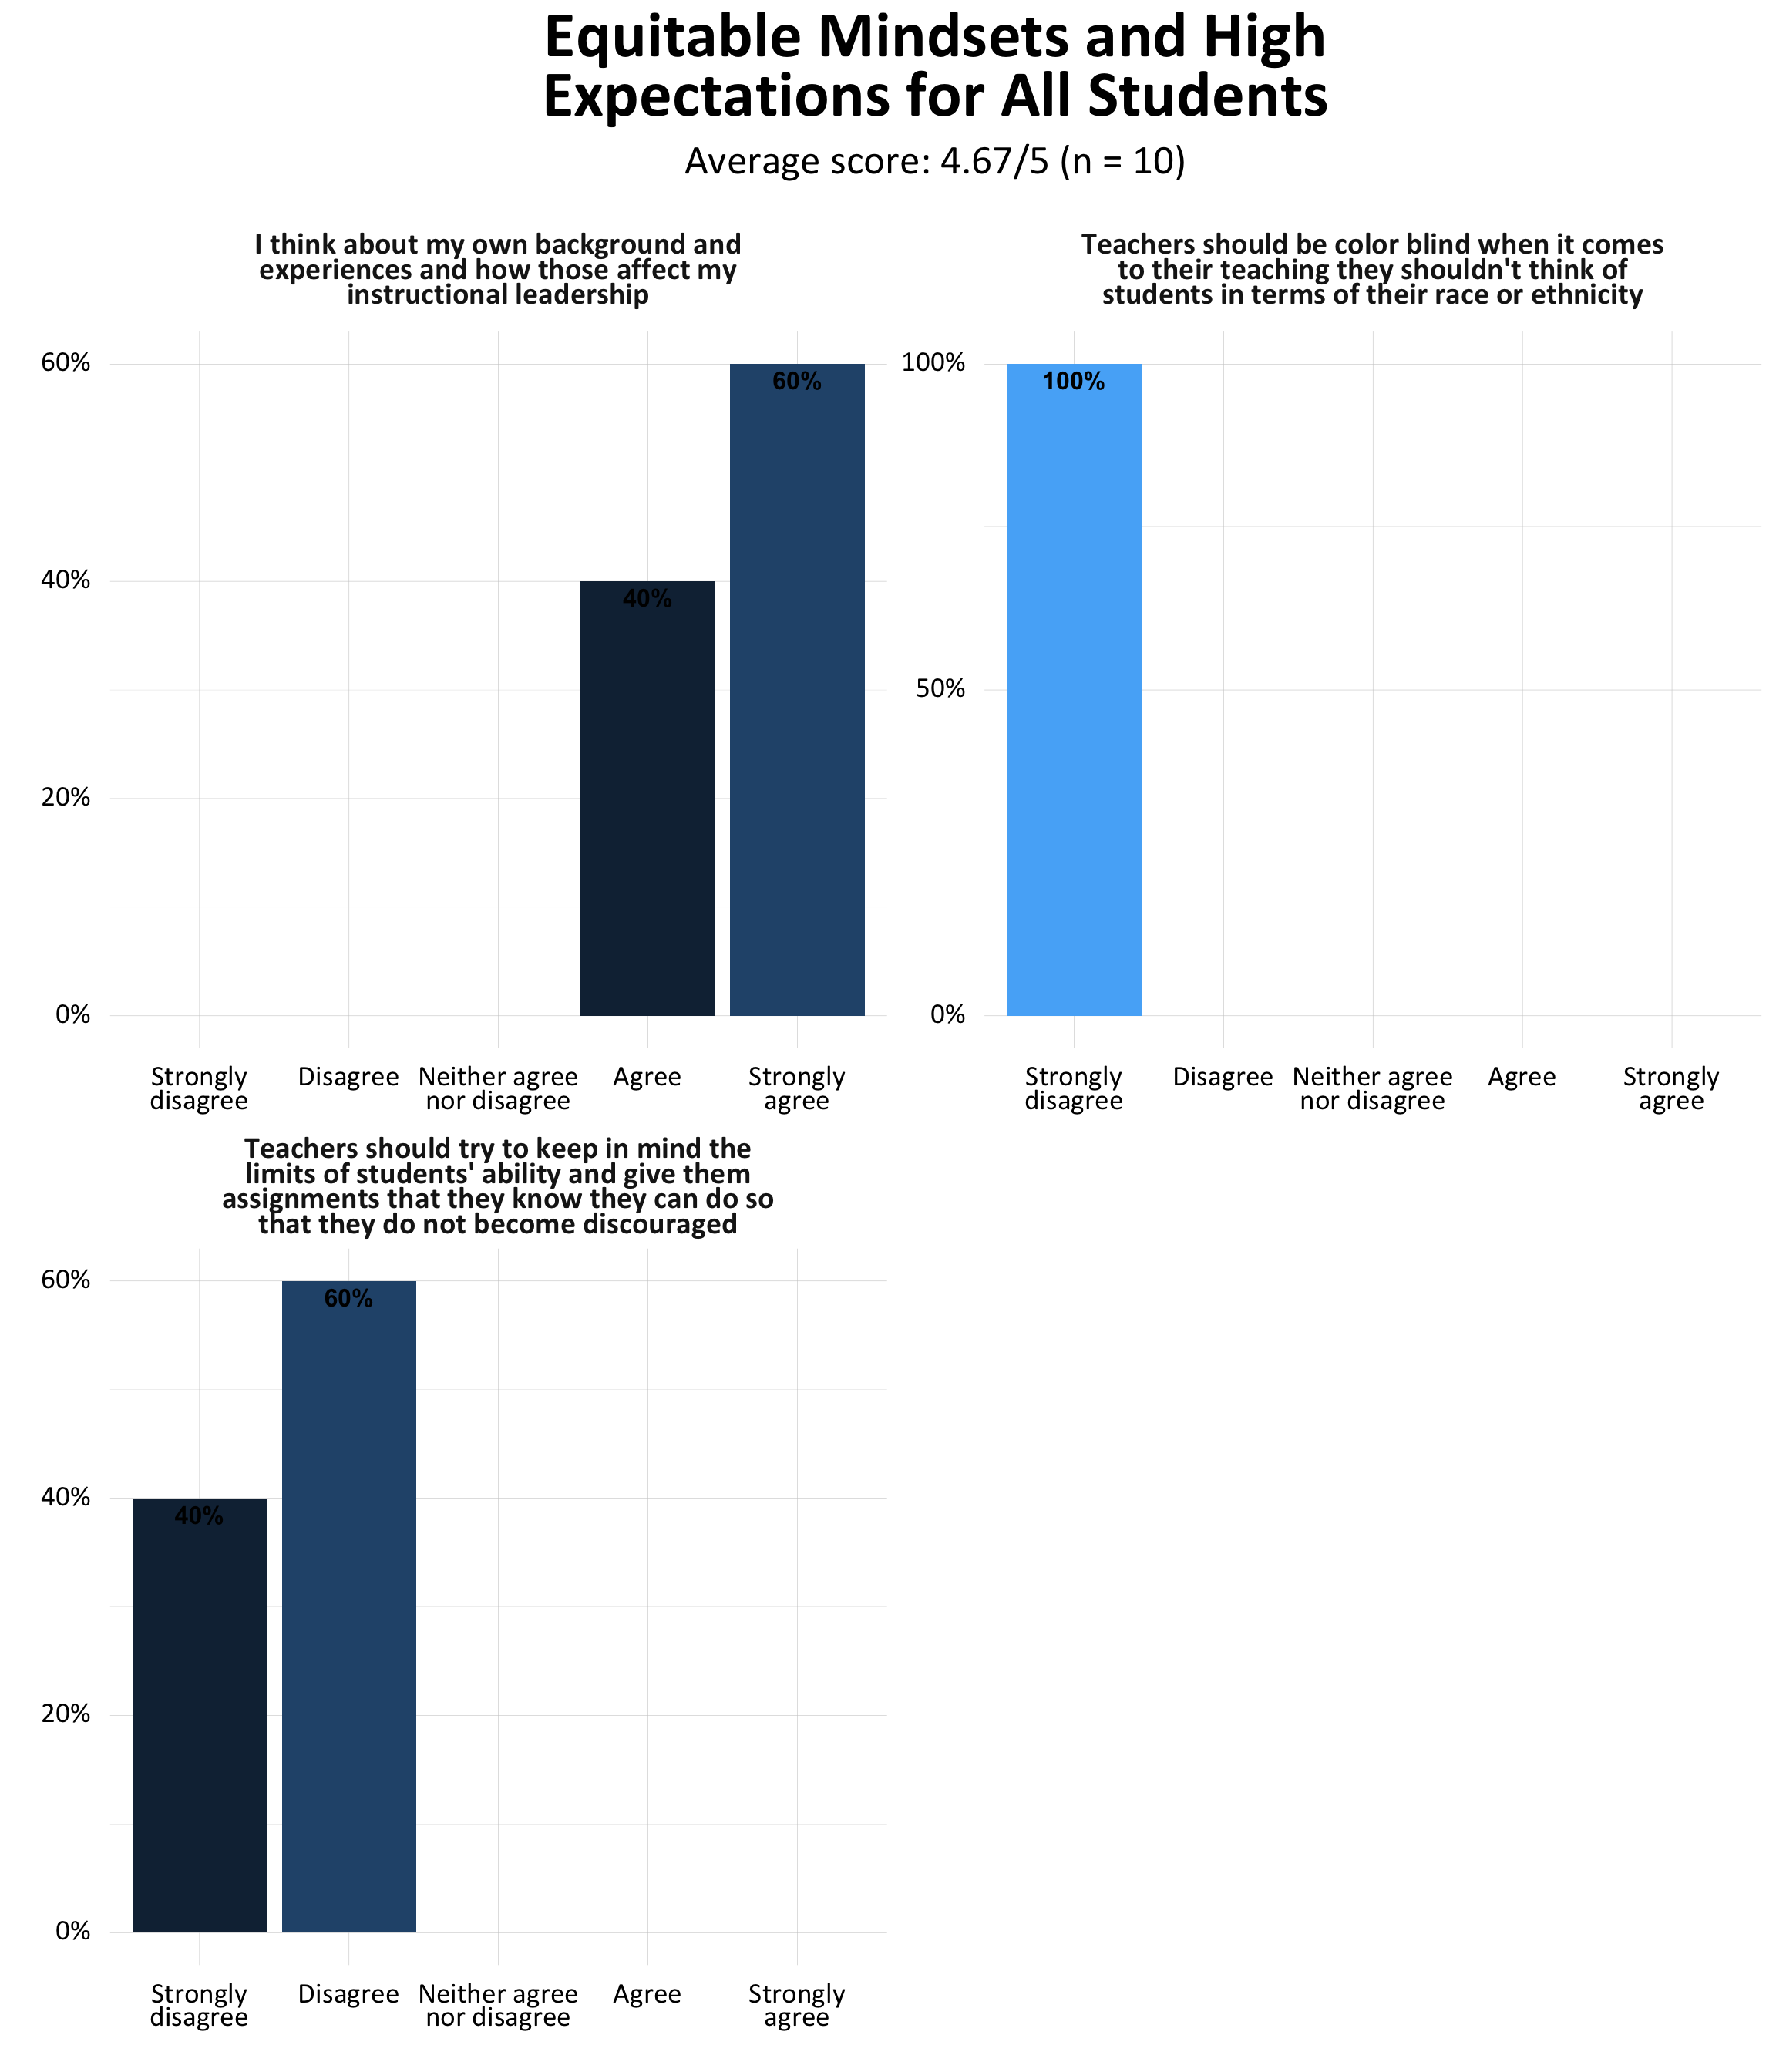 Equitable Mindsets and High
Expectations for All Students
Average score: 4.67/5 (n = 10)
I think about my own background and
experiences and how those affect my
instructional leadership
60%
40%
20%
0%
40%
60%
Strongly
disagree
Disagree
Neither agree
nor disagree
Agree
Strongly
agree
Teachers should be color blind when it comes
to their teaching they shouldn't think of
students in terms of their race or ethnicity
100%
50%
0%
100%
Strongly
disagree
Disagree
Neither agree
nor disagree
Agree
Strongly
agree
Teachers should try to keep in mind the
limits of students' ability and give them
assignments that they know they can do so
that they do not become discouraged
60%
40%
20%
0%
40%
60%
Strongly
disagree
Disagree
Neither agree
nor disagree
Agree
Strongly
agree